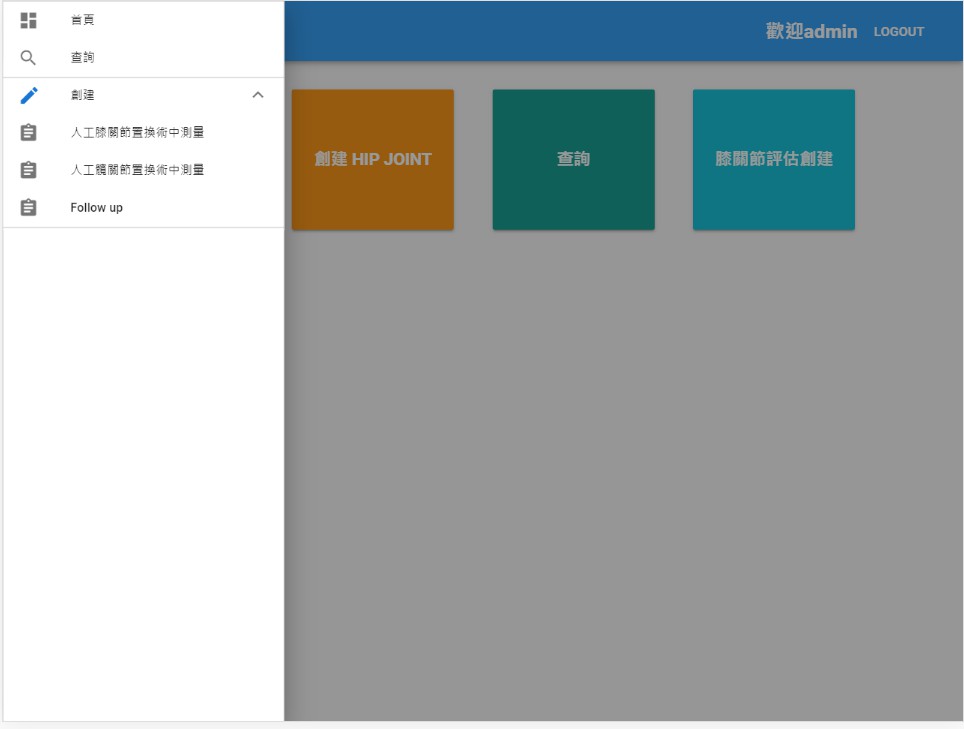 首頁
查詢
創建
人工膝關節置換術中測量
人工髖關節置換術中測量
Follow up
歡迎admin LOGOUT
創建 HIP JOINT
查詢
膝關節評估創建